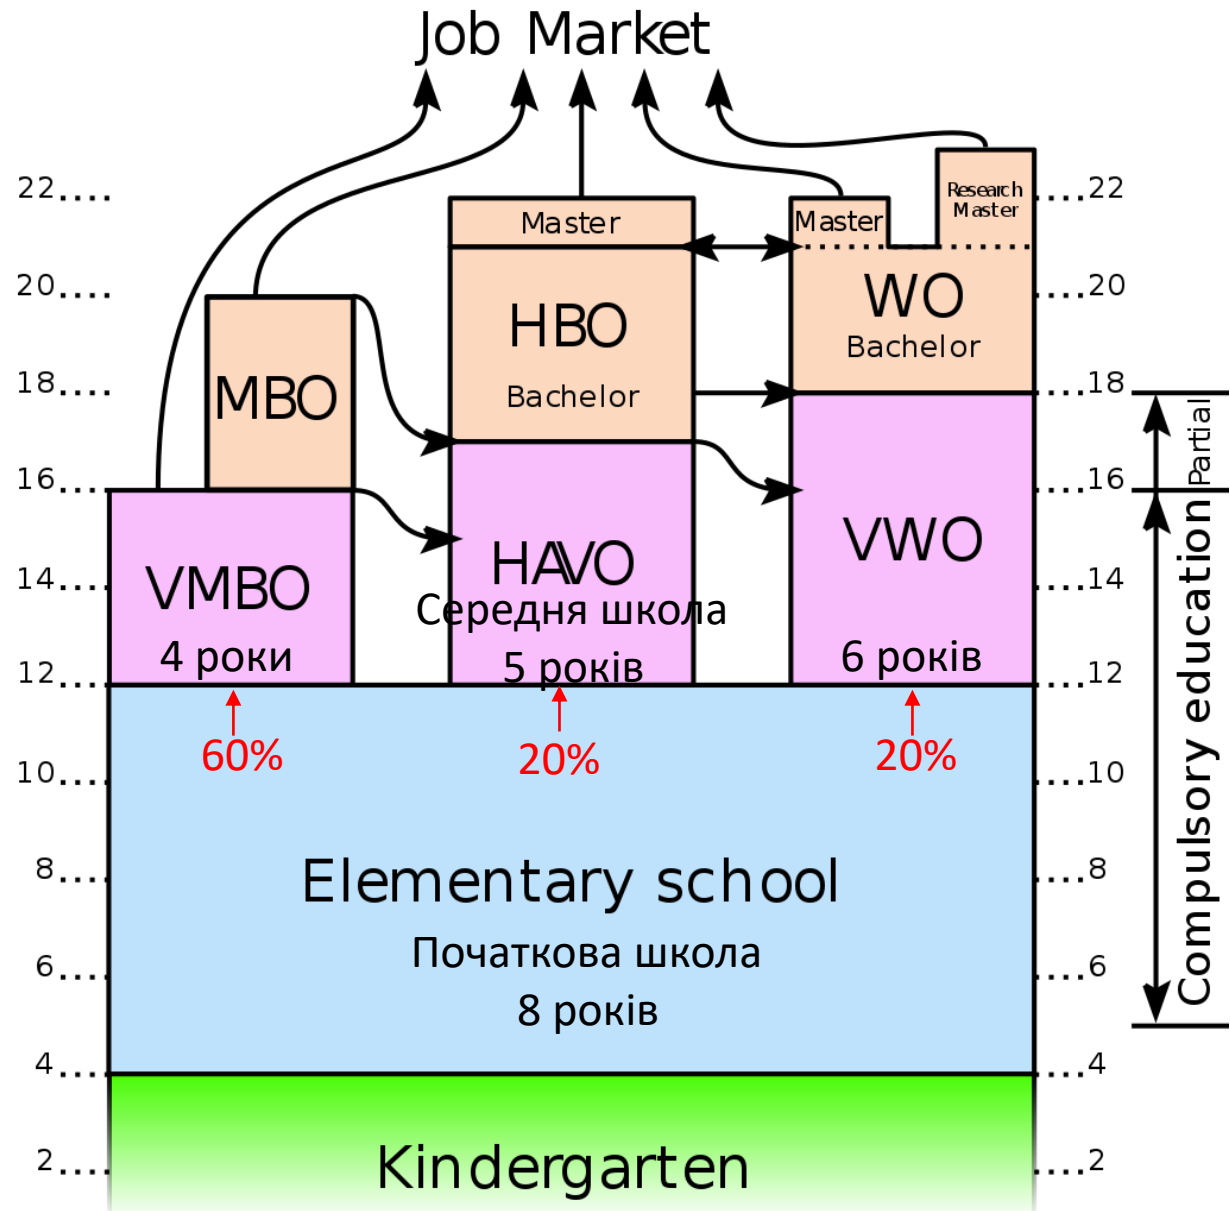 Job Market
22....
....22
Master
Master
Research
Master
20....
....20
HBO
WO
Bachelor
18....
....18
MBO
Bachelor
Partial
16....
....16
VMBO
HAVO
VWO
14....
....14
Середня школа
4 роки
5 років
6 років
12....
....12
60%
20%
20%
10....
....10
Compulsory education
8....
....8
Elementary school
Початкова школа
6....
....6
8 років
4....
....4
Kindergarten
2....
....2